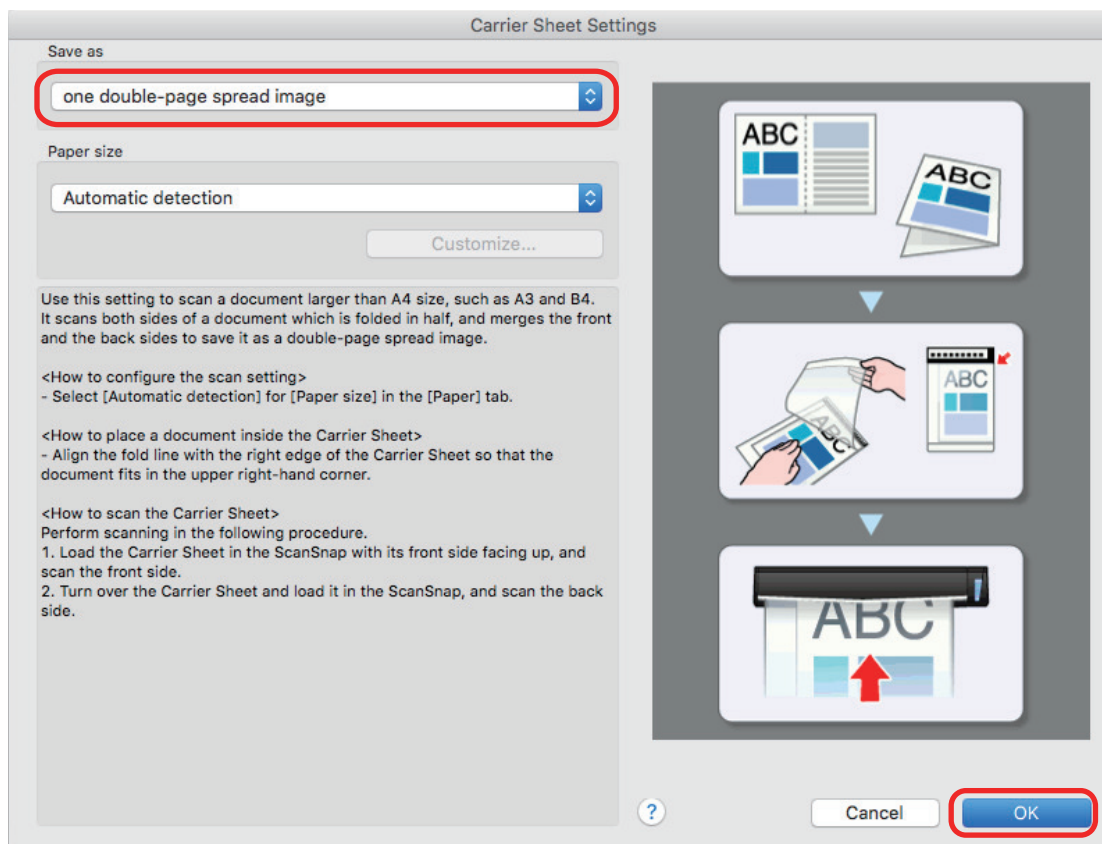 Carrier Sheet Settings
Save as
one double-page spread image
Paper size
Automatic detection
Customize...
Use this setting to scan a document larger than A4 size, such as A3 and B4.
It scans both sides of a document which is folded in half, and merges the front
and the back sides to save it as a double-page spread image.
<How to configure the scan setting>
- Select [Automatic detection] for [Paper size] in the [Paper] tab.
<How to place a document inside the Carrier Sheet>
- Align the fold line with the right edge of the Carrier Sheet so that the
document fits in the upper right-hand corner.
<How to scan the Carrier Sheet>
Perform scanning in the following procedure.
1. Load the Carrier Sheet in the ScanSnap with its front side facing up, and
scan the front side.
2. Turn over the Carrier Sheet and load it in the ScanSnap, and scan the back
side.
ABC
ABC
ABC
ABC
ABC
?
Cancel
OK